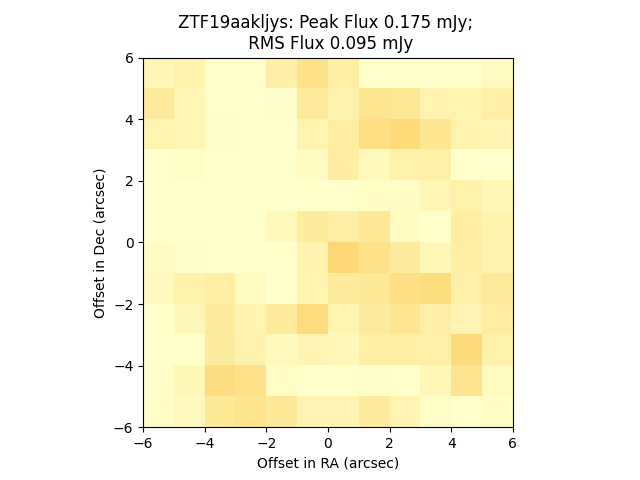 ZTF19aakljys: Peak Flux 0.175 mJy;
RMS Flux 0.095 mJy
6
4
2
0
−2
−4
−6
Offset in Dec (arcsec)
−6 −4 −2 0 2 4 6
Offset in RA (arcsec)